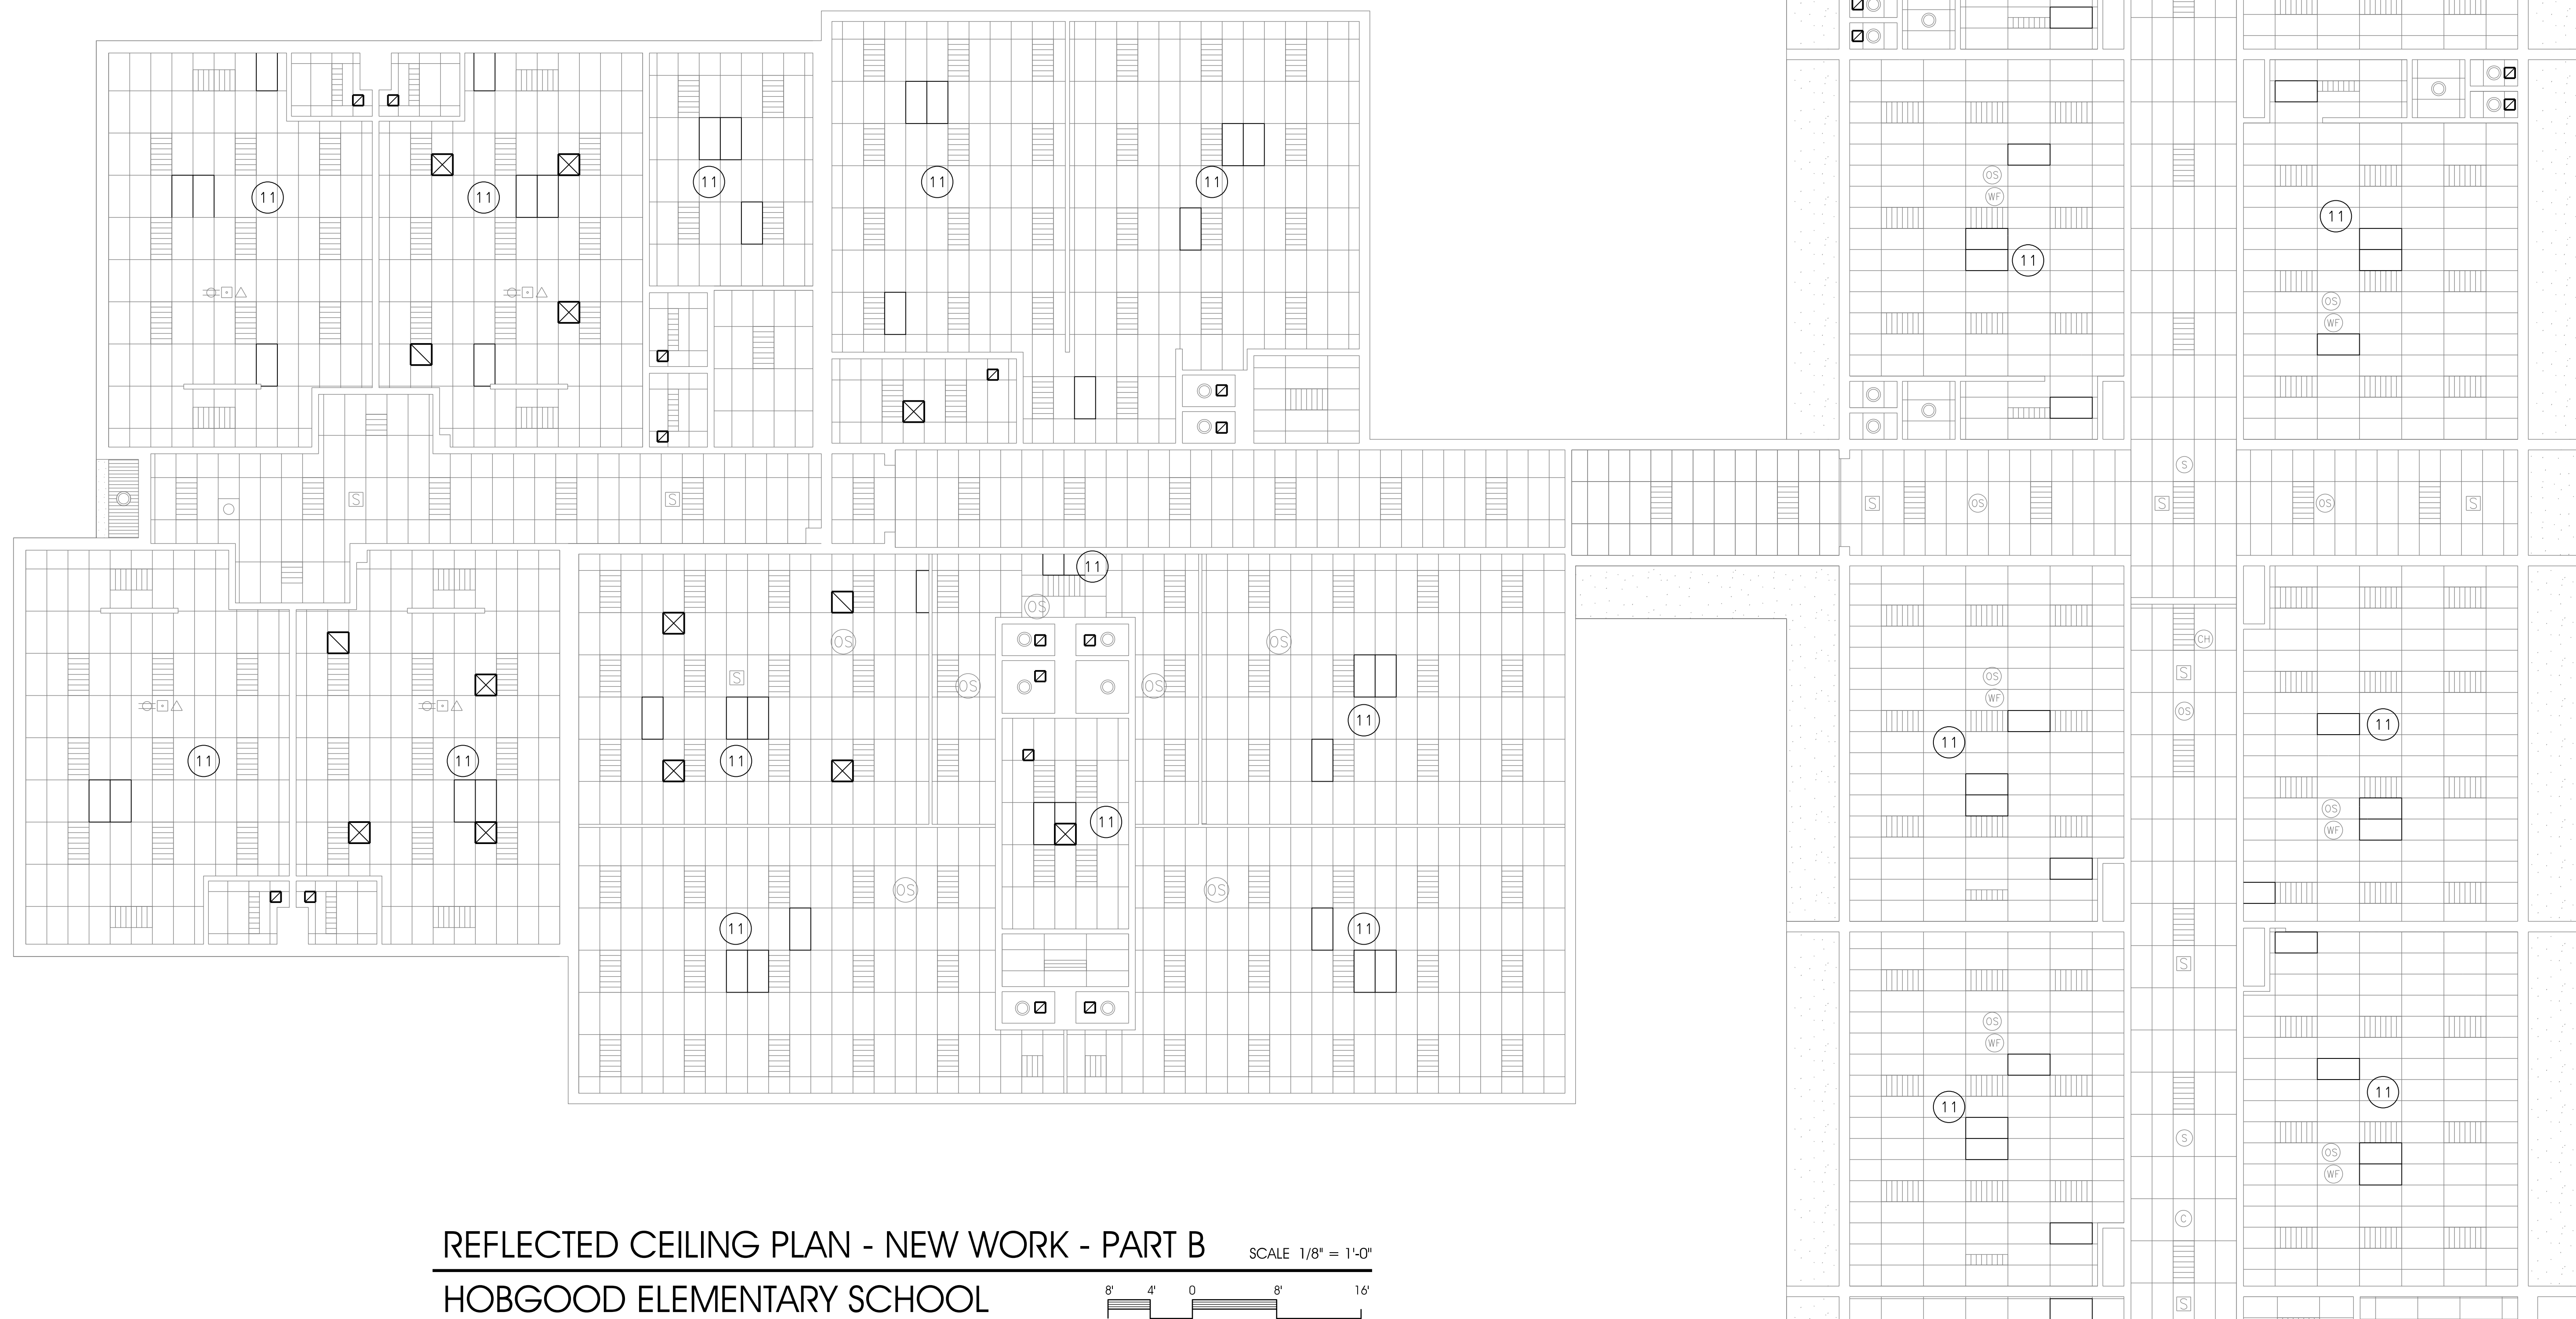 11 11 11 11 11
OS
WF
11
11
OS
WF
S
S S
S OS S OS S
11
OS
OS OS
S
OS OS
CH
S
OS
OS
WF
11
11
11
11 11 11
11
11
OS
WF
OS OS
11 11
S
OS
WF
11
11
S
OS
WF
C
REFLECTED CEILING PLAN - NEW WORK - PART B SCALE 1/8" = 1'-0"
HOBGOOD ELEMENTARY SCHOOL
8' 4' 0 8' 16'
S